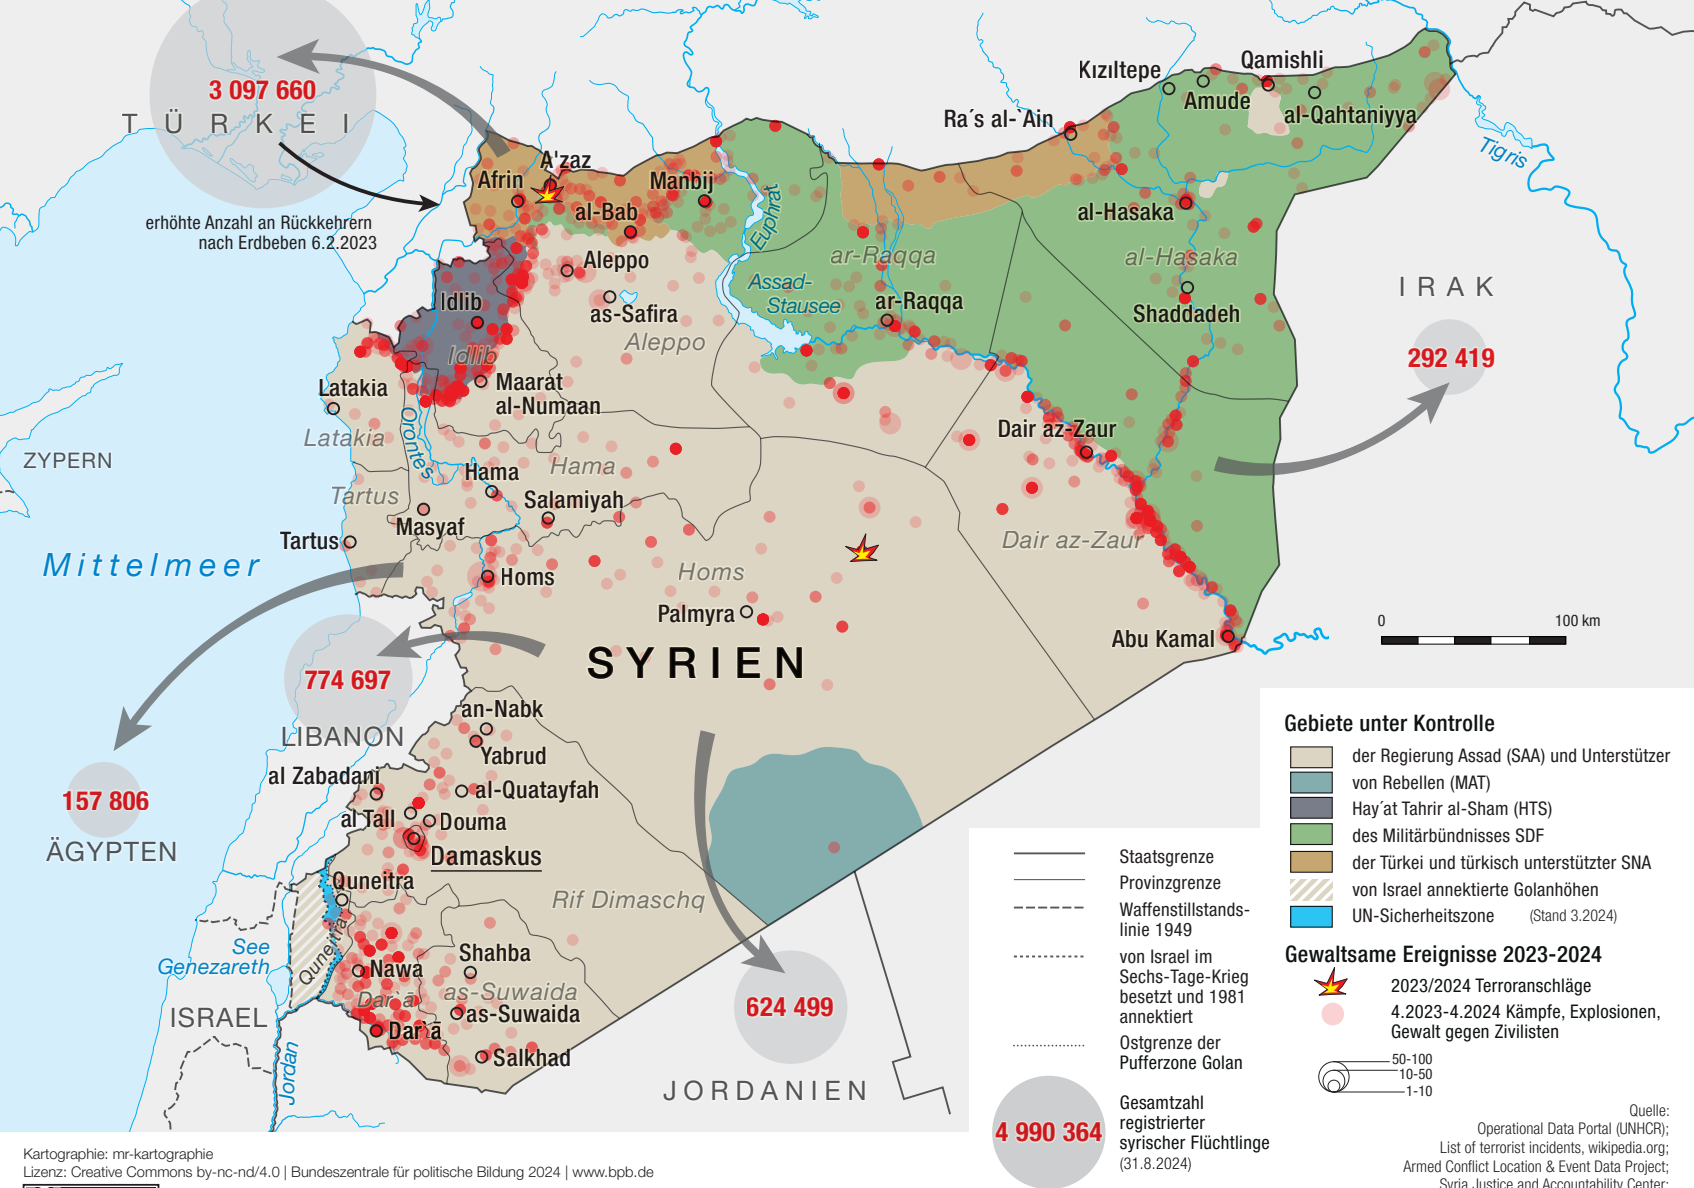 3 097 660
TÜRKEI
erhöhte Anzahl an Rückkehrern
nach Erdbeben 6.2.2023
A'zaz
Afrin
Manbij
al-Bab
Aleppo
as-Safira
Aleppo
Idlib
Idlib
Maarat
al-Numaan
Euphrat
Assad-
Stausee
ar-Raqqa
ar-Raqqa
Kızıltepe
Qamishli
Amude
al-Qahtaniyya
Ra´s al-`Ain
al-Hasaka
al-Hasaka
Shaddadeh
Tigris
IRAK
292 419
Latakia
Latakia
Orontes
ZYPERN
Hama
Hama
Tartus
Salamiyah
Masyaf
Tartus
Mittelmeer
Homs
Homs
Palmyra
Dair az-Zaur
Dair az-Zaur
Abu Kamal
0 100 km
SYRIEN
774 697
LIBANON
157 806
ÄGYPTEN
an-Nabk
Yabrud
al Zabadani
al-Quatayfah
al Tall
Douma
Damaskus
Quneitra
Quneitra
Rif Dimaschq
See
Genezareth
Shahba
Nawa
Dar`ā
as-Suwaida
as-Suwaida
Dar`ā
Salkhad
ISRAEL
Jordan
624 499
JORDANIEN
Gebiete unter Kontrolle
der Regierung Assad (SAA) und Unterstützer
von Rebellen (MAT)
Hay´at Tahrir al-Sham (HTS)
des Militärbündnisses SDF
der Türkei und türkisch unterstützter SNA
von Israel annektierte Golanhöhen
UN-Sicherheitszone (Stand 3.2024)
Gewaltsame Ereignisse 2023-2024
2023/2024 Terroranschläge
4.2023-4.2024 Kämpfe, Explosionen,
Gewalt gegen Zivilisten
50-100
10-50
1-10
Staatsgrenze
Provinzgrenze
Waffenstillstands-
linie 1949
von Israel im
Sechs-Tage-Krieg
besetzt und 1981
annektiert
Ostgrenze der
Pufferzone Golan
4 990 364
Gesamtzahl
registrierter
syrischer Flüchtlinge
(31.8.2024)
Quelle:
Operational Data Portal (UNHCR);
List of terrorist incidents, wikipedia.org;
Armed Conflict Location & Event Data Project;
Syria Justice and Accountability Center;
Kartographie: mr-kartographie
Lizenz: Creative Commons by-nc-nd/4.0 | Bundeszentrale für politische Bildung 2024 | www.bpb.de